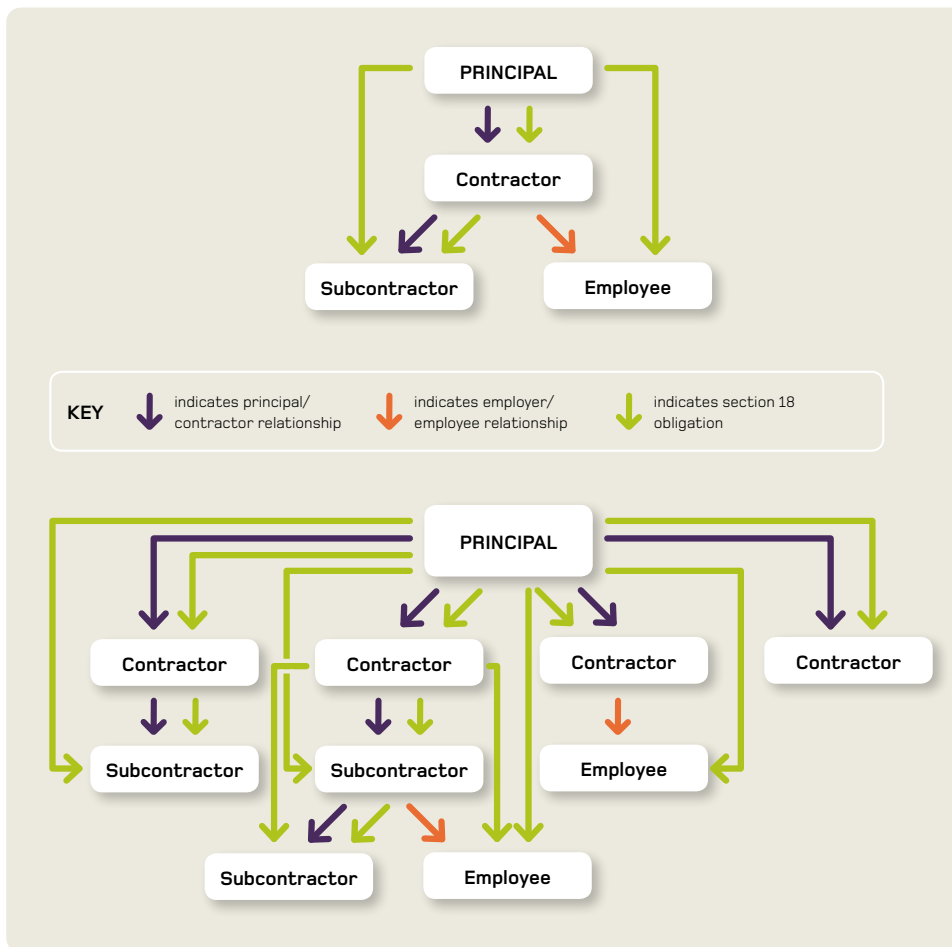 PRINCIPAL
Contractor
Subcontractor
Employee
KEY
indicates principal/
contractor relationship
indicates employer/
employee relationship
indicates section 18
obligation
PRINCIPAL
Contractor
Contractor
Contractor
Contractor
Subcontractor
Subcontractor
Employee
Subcontractor
Employee